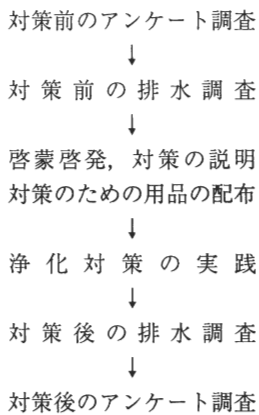 対策前のアンケート調査
↓
対策前の排水調査
↓
啓蒙啓発，対策の説明
対策のための用品の配布
↓
浄化対策の実践
↓
対策後の排水調査
↓
対策後のアンケート調査